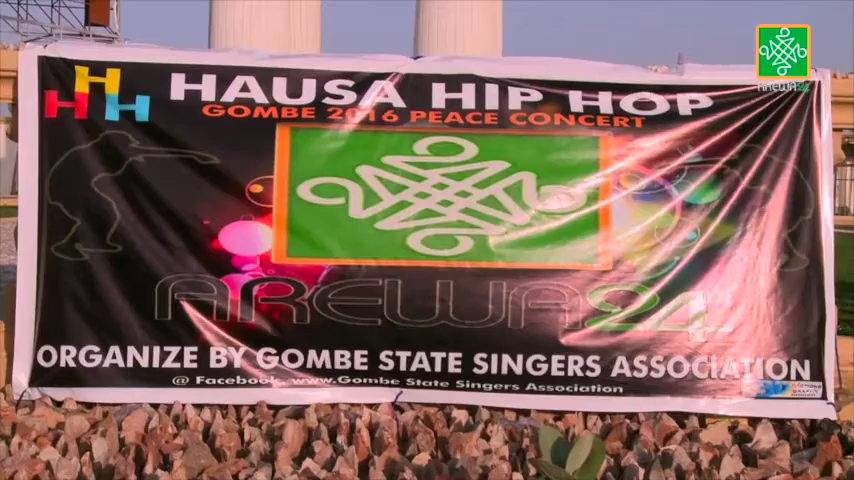 AREWA24
HHH
HAUSA HIP HOP
GOMBE 2016 PEACE CONCERT
AREWA24
ORGANIZE BY GOMBE STATE SINGERS ASSOCIATION
@ Facebook. www.Gombe State Singers Association